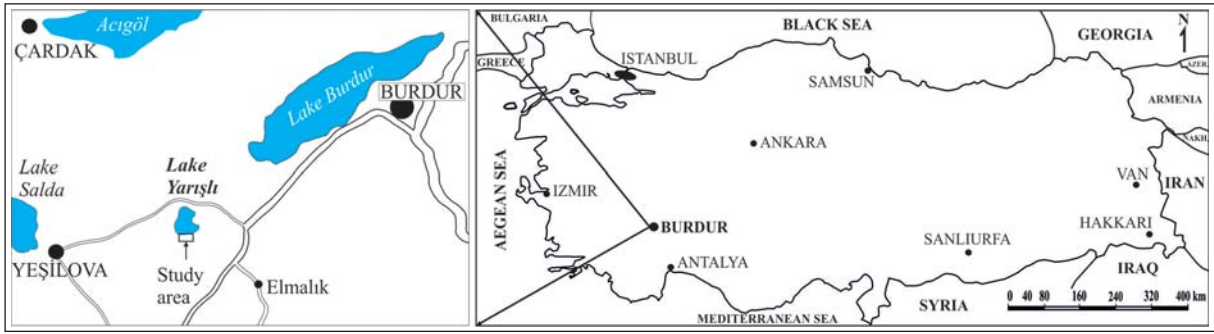 Acıgöl
ÇARDAK
Lake Burdur
BURDUR
Lake
Salda
Lake
Yarışlı
YEŞİLOVA
Study
area
Elmalık
BULGARIA
BLACK SEA
GEORGIA
N
GREECE
ISTANBUL
SAMSUN
AZER.
ARMENIA
NAKH.
ANKARA
AEGEAN SEA
IZMIR
VAN
IRAN
BURDUR
HAKKARI
SANLIURFA
ANTALYA
IRAQ
SYRIA
MEDITERRANEAN SEA
0 40 80 160 240 320 400 km